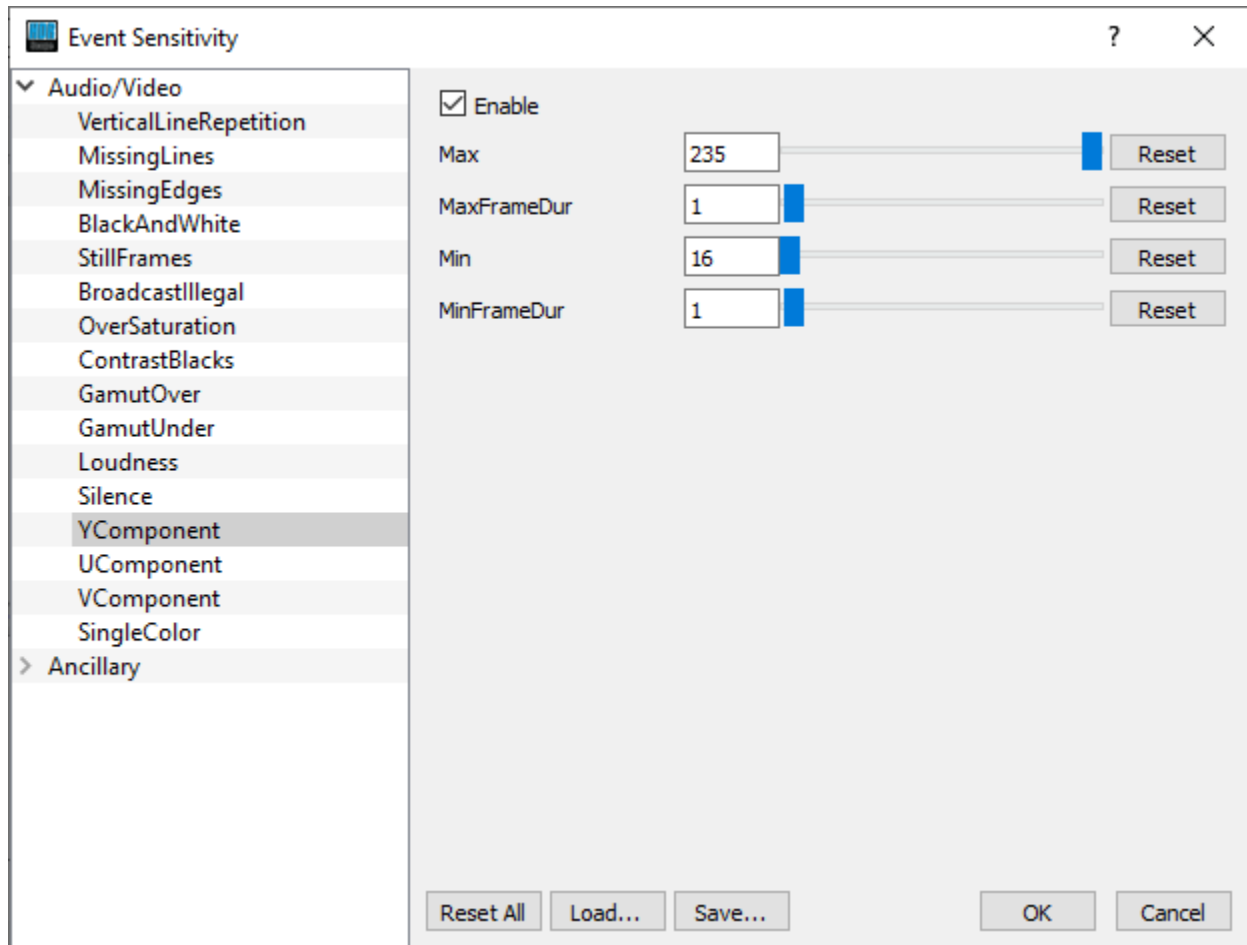 Event Sensitivity
?
Audio/Video
VerticalLineRepetition
MissingLines
MissingEdges
BlackAndWhite
StillFrames
BroadcastIllegal
OverSaturation
ContrastBlacks
GamutOver
GamutUnder
Loudness
Silence
YComponent
UComponent
VComponent
SingleColor
Ancillary
Enable
Max 235 Reset
MaxFrameDur 1 Reset
Min 16 Reset
MinFrameDur 1 Reset
Reset All Load... Save... OK Cancel